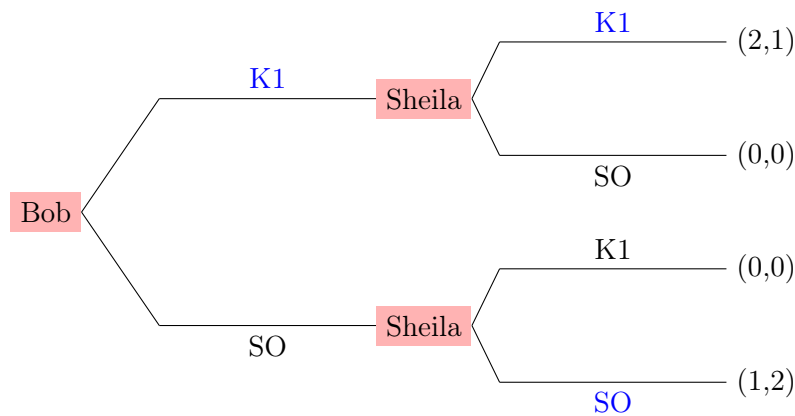 K1
(2,1)
K1
Sheila
(0,0)
SO
Bob
K1
(0,0)
Sheila
SO
(1,2)
SO